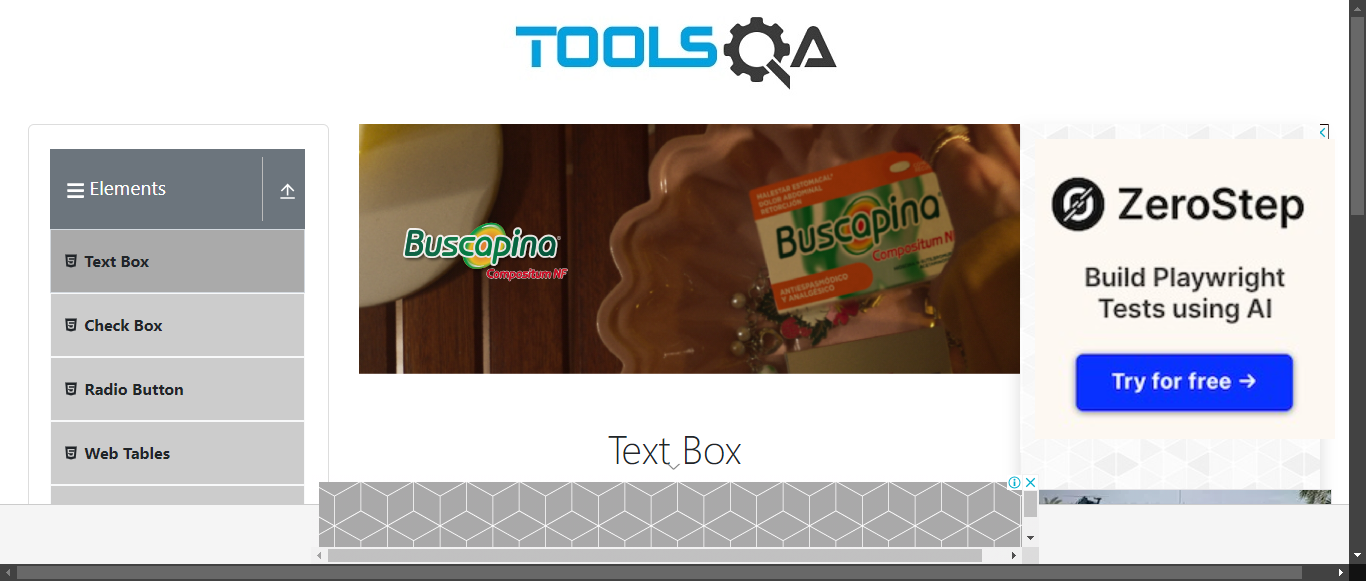 TOOLSQA
Elements
Text Box
Check Box
Radio Button
Web Tables
Buscapina
Compositum NF
MALESTAR ESTOMACAL*
DOLOR ABDOMINAL
RETORCIJÓN
Buscapina
Compositum NF
ANTIESPASMÓDICO
Y ANALGÉSICO
ZeroStep
Build Playwright
Tests using AI
Try for free →
Text Box